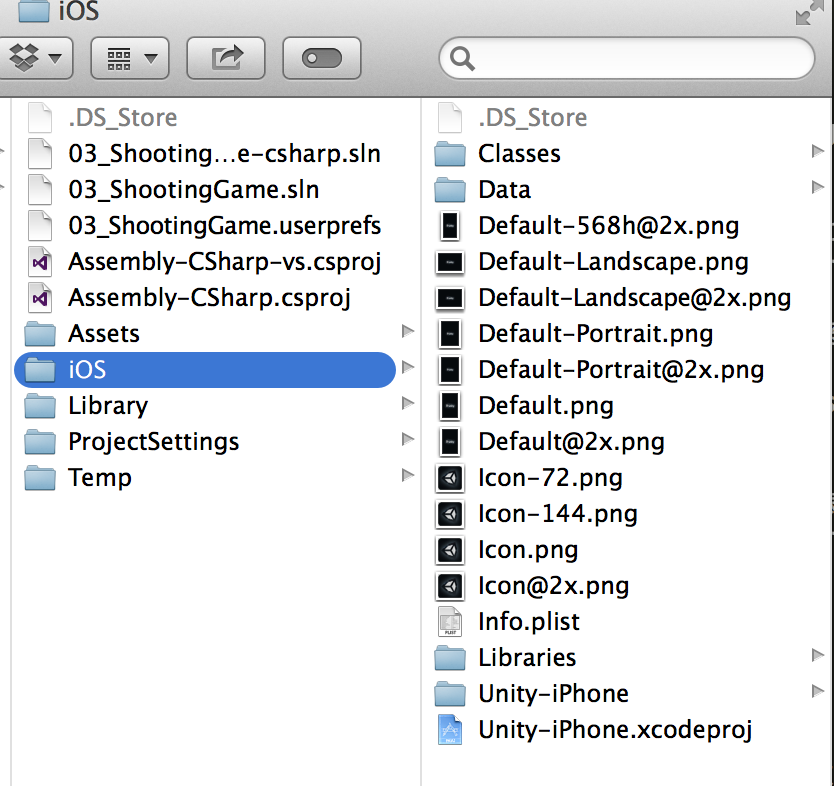 iOS
.DS_Store
03_Shooting...e-csharp.sln
03_ShootingGame.sln
03_ShootingGame.userprefs
Assembly-CSharp-vs.csproj
Assembly-CSharp.csproj
Assets
iOS
Library
ProjectSettings
Temp
.DS_Store
Classes
Data
Default-568h@2x.png
Default-Landscape.png
Default-Landscape@2x.png
Default-Portrait.png
Default-Portrait@2x.png
Default.png
Default@2x.png
Icon-72.png
Icon-144.png
Icon.png
Icon@2x.png
Info.plist
Libraries
Unity-iPhone
Unity-iPhone.xcodeproj